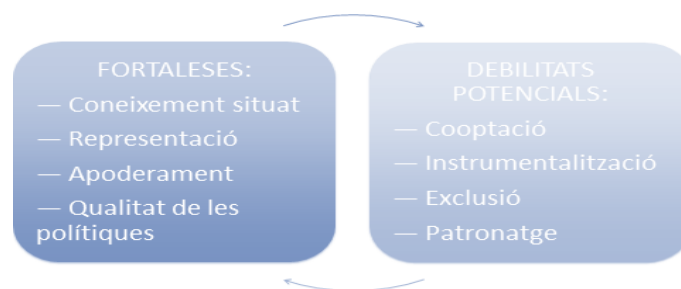 FORTALESES:
— Coneixement situat
— Representació
— Apoderament
— Qualitat de les
polítiques
DEBILITATS
POTENCIALS:
— Cooptació
— Instrumentalització
— Exclusió
— Patronatge